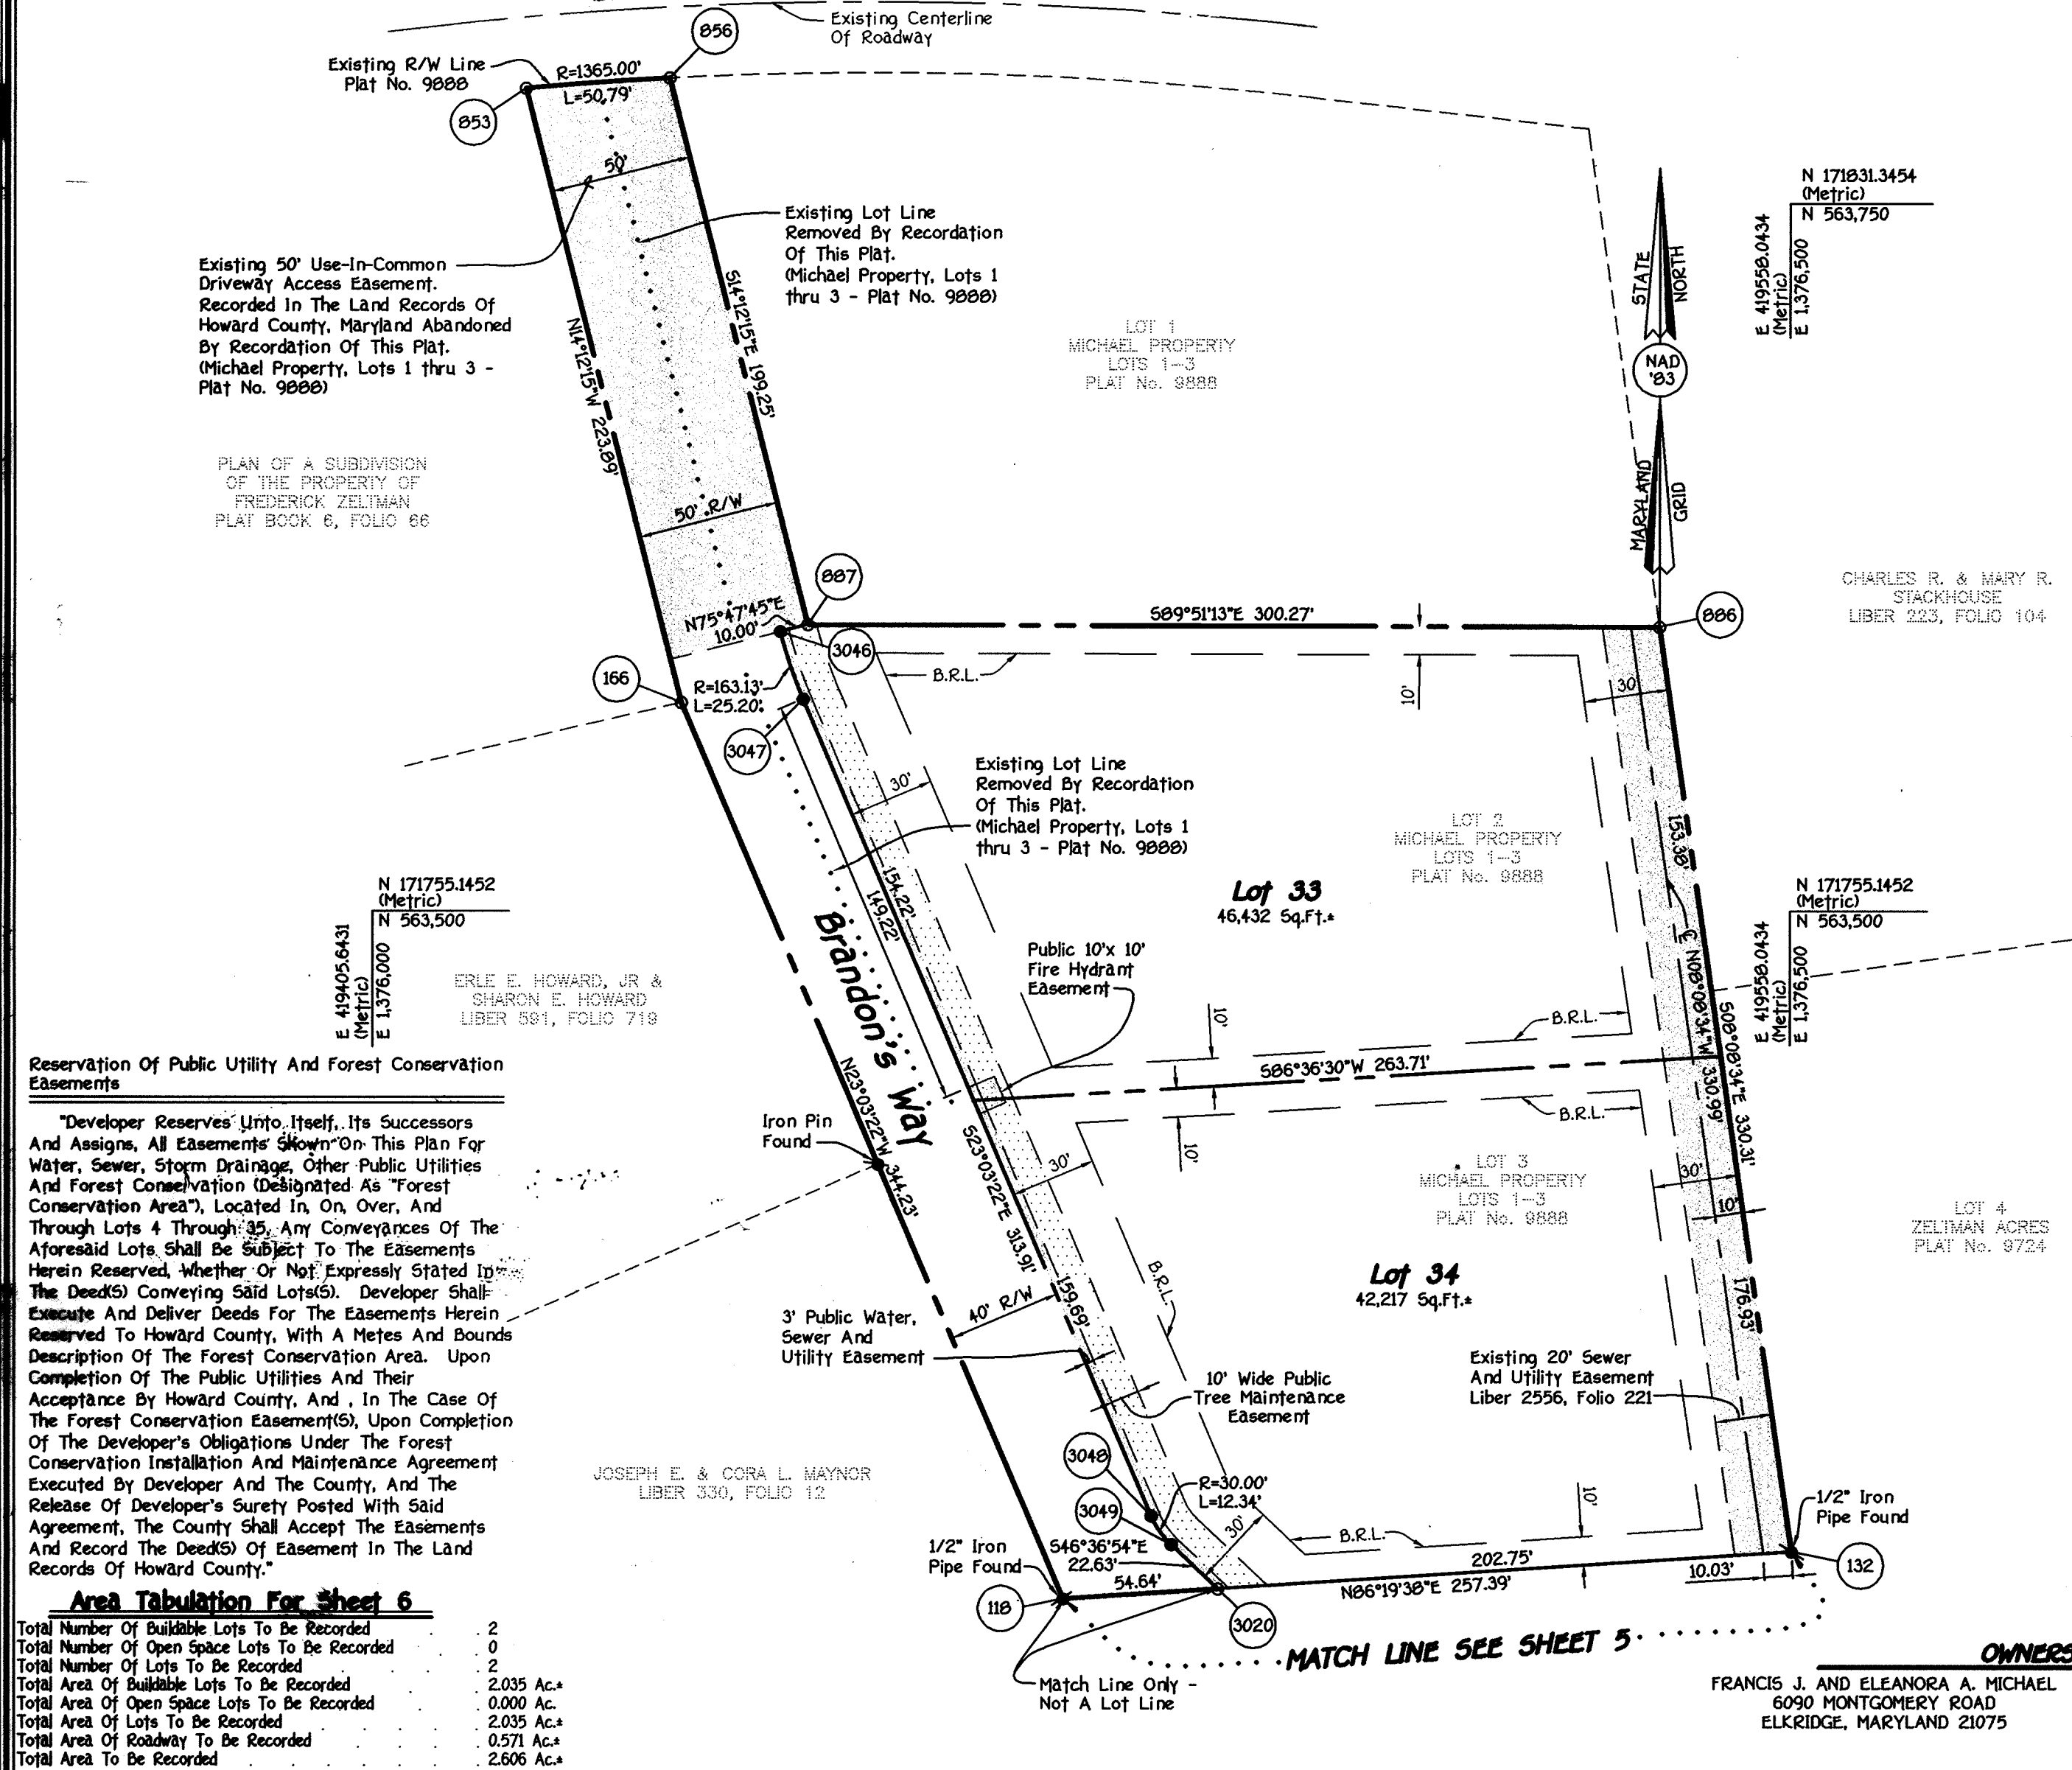 Existing Centerline
Of Roadway
856
Existing R/W Line
Plat No. 9888
R=1365.00'
L=50.79'
853
50'
Existing Lot Line
Removed By Recordation
Of This Plat.
(Michael Property, Lots 1
thru 3 - Plat No. 9888)
Existing 50' Use-In-Common
Driveway Access Easement.
Recorded In The Land Records Of
Howard County, Maryland Abandoned
By Recordation Of This Plat.
(Michael Property, Lots 1 thru 3 -
Plat No. 9888)
N14°12'15"W 223.89'
S14°12'15"E 199.25'
LOT 1
MICHAEL PROPERTY
LOTS 1-3
PLAT No. 9888
N 171831.3454
(Metric)
N 563,750
E 419558.0434
(Metric)
E 1,376,500
STATE
NORTH
NAD
'83
MARYLAND
GRID
PLAN OF A SUBDIVISION
OF THE PROPERTY OF
FREDERICK ZELTMAN
PLAT BOOK 6, FOLIO 66
50' R/W
CHARLES R. & MARY R.
STACKHOUSE
LIBER 223, FOLIO 104
887
N75°47'45"E
10.00'
S89°51'13"E 300.27'
886
3046
166
R=163.13'
L=25.20'
B.R.L.
10'
30'
3047
Existing Lot Line
Removed By Recordation
Of This Plat.
(Michael Property, Lots 1
thru 3 - Plat No. 9888)
30'
154.22'
149.22'
LOT 2
MICHAEL PROPERTY
LOTS 1-3
PLAT No. 9888
153.38'
Lot 33
46,432 Sq.Ft.±
N 171755.1452
(Metric)
N 563,500
E 419405.6431
(Metric)
E 1,376,000
N 171755.1452
(Metric)
N 563,500
E 419558.0434
(Metric)
E 1,376,500
Brandon's Way
Public 10'x 10'
Fire Hydrant
Easement
ERLE E. HOWARD, JR &
SHARON E. HOWARD
LIBER 591, FOLIO 719
℄ N08°08'34"W 330.99'
S08°08'34"E 330.31'
B.R.L.
10'
S86°36'30"W 263.71'
B.R.L.
10'
Reservation Of Public Utility And Forest Conservation
Easements
"Developer Reserves Unto Itself, Its Successors
And Assigns, All Easements Shown On This Plan For
Water, Sewer, Storm Drainage, Other Public Utilities
And Forest Conservation (Designated As "Forest
Conservation Area"), Located In, On, Over, And
Through Lots 4 Through 35. Any Conveyances Of The
Aforesaid Lots Shall Be Subject To The Easements
Herein Reserved, Whether Or Not Expressly Stated In
The Deed(S) Conveying Said Lots(S). Developer Shall
Execute And Deliver Deeds For The Easements Herein
Reserved To Howard County, With A Metes And Bounds
Description Of The Forest Conservation Area. Upon
Completion Of The Public Utilities And Their
Acceptance By Howard County, And , In The Case Of
The Forest Conservation Easement(S), Upon Completion
Of The Developer's Obligations Under The Forest
Conservation Installation And Maintenance Agreement
Executed By Developer And The County, And The
Release Of Developer's Surety Posted With Said
Agreement, The County Shall Accept The Easements
And Record The Deed(S) Of Easement In The Land
Records Of Howard County."
Iron Pin
Found
N23°03'22"W 344.23'
S23°03'22"E 313.91'
30'
LOT 3
MICHAEL PROPERTY
LOTS 1-3
PLAT No. 9888
30'
10'
LOT 4
ZELTMAN ACRES
PLAT No. 9724
B.R.L.
Lot 34
42,217 Sq.Ft.±
40' R/W
159.69'
176.93'
3' Public Water,
Sewer And
Utility Easement
10' Wide Public
Tree Maintenance
Easement
Existing 20' Sewer
And Utility Easement
Liber 2556, Folio 221
JOSEPH E. & CORA L. MAYNOR
LIBER 330, FOLIO 12
3048
3049
R=30.00'
L=12.34'
30'
B.R.L.
10'
1/2" Iron
Pipe Found
1/2" Iron
Pipe Found
S46°36'54"E
22.63'
54.64'
202.75'
N86°19'38"E 257.39'
10.03'
132
118
3020
MATCH LINE SEE SHEET 5
Match Line Only -
Not A Lot Line
Area Tabulation For Sheet 6
Total Number Of Buildable Lots To Be Recorded . . 2
Total Number Of Open Space Lots To Be Recorded . 0
Total Number Of Lots To Be Recorded . . . . 2
Total Area Of Buildable Lots To Be Recorded . . 2.035 Ac.±
Total Area Of Open Space Lots To Be Recorded . 0.000 Ac.
Total Area Of Lots To Be Recorded . . . . 2.035 Ac.±
Total Area Of Roadway To Be Recorded . . . 0.571 Ac.±
Total Area To Be Recorded . . . . . . 2.606 Ac.±
OWNERS
FRANCIS J. AND ELEANORA A. MICHAEL
6090 MONTGOMERY ROAD
ELKRIDGE, MARYLAND 21075